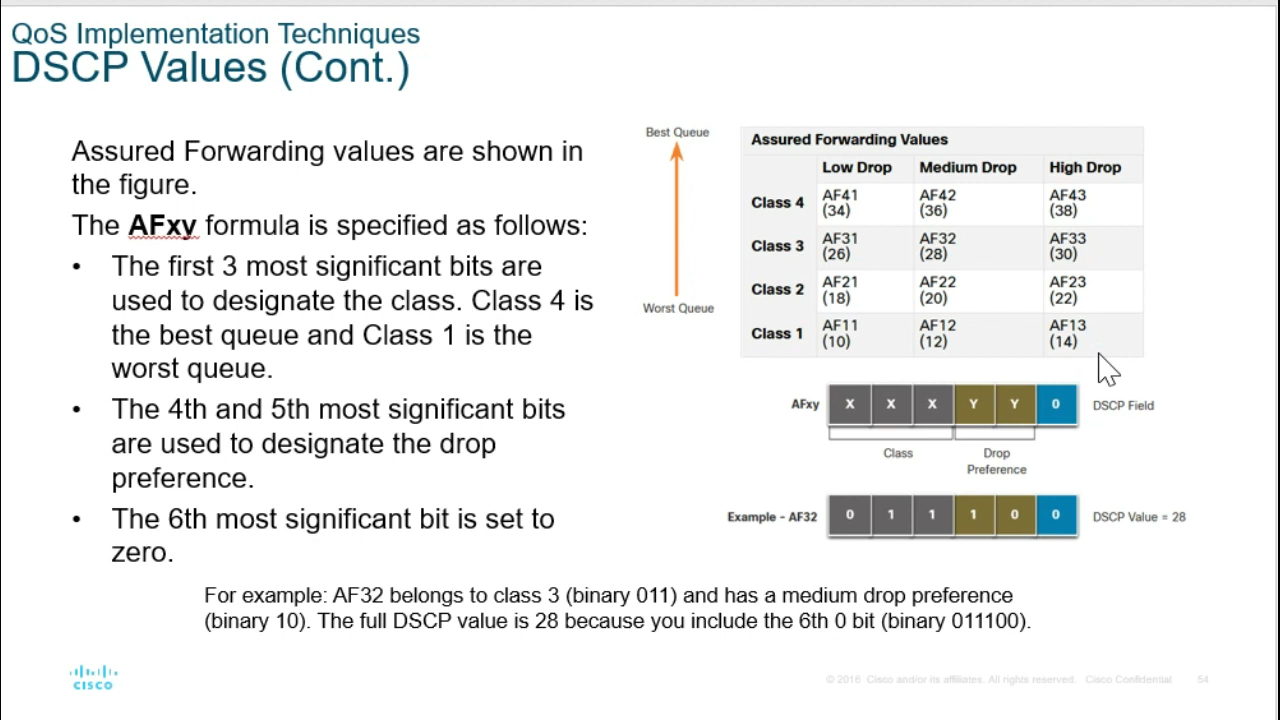 QoS Implementation Techniques
DSCP Values (Cont.)
Assured Forwarding values are shown in
the figure.
The AFxy formula is specified as follows:
• The first 3 most significant bits are
used to designate the class. Class 4 is
the best queue and Class 1 is the
worst queue.
• The 4th and 5th most significant bits
are used to designate the drop
preference.
• The 6th most significant bit is set to
zero.
Best Queue
Worst Queue
Assured Forwarding Values
Low Drop Medium Drop High Drop
Class 4 AF41 (34) AF42 (36) AF43 (38)
Class 3 AF31 (26) AF32 (28) AF33 (30)
Class 2 AF21 (18) AF22 (20) AF23 (22)
Class 1 AF11 (10) AF12 (12) AF13 (14)
AFxy X X X Y Y 0 DSCP Field
Class Drop
Preference
Example - AF32 0 1 1 1 0 0 DSCP Value = 28
For example: AF32 belongs to class 3 (binary 011) and has a medium drop preference
(binary 10). The full DSCP value is 28 because you include the 6th 0 bit (binary 011100).
CISCO
© 2016 Cisco and/or its affiliates. All rights reserved. Cisco Confidential 54